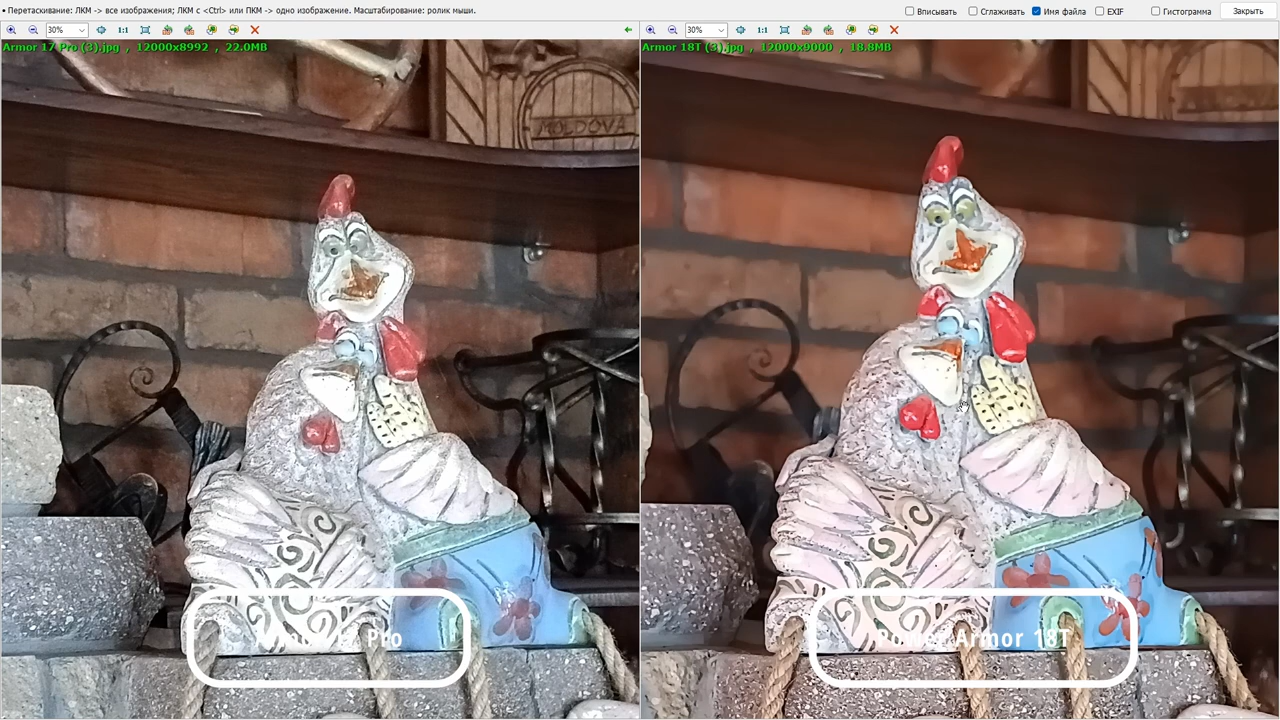 • Перетаскивание: ЛКМ -> все изображения; ЛКМ с <Ctrl> или ПКМ -> одно изображение. Масштабирование: ролик мыши.
Вписывать
Сглаживать
Имя файла
EXIF
Гистограмма
Закрыть
30%
1:1
30%
1:1
Armor 17 Pro (3).jpg , 12000x8992 , 22.0MB
Armor 18T (3).jpg , 12000x9000 , 18.8MB
MOLDOVA
Pro
Power Armor 18T